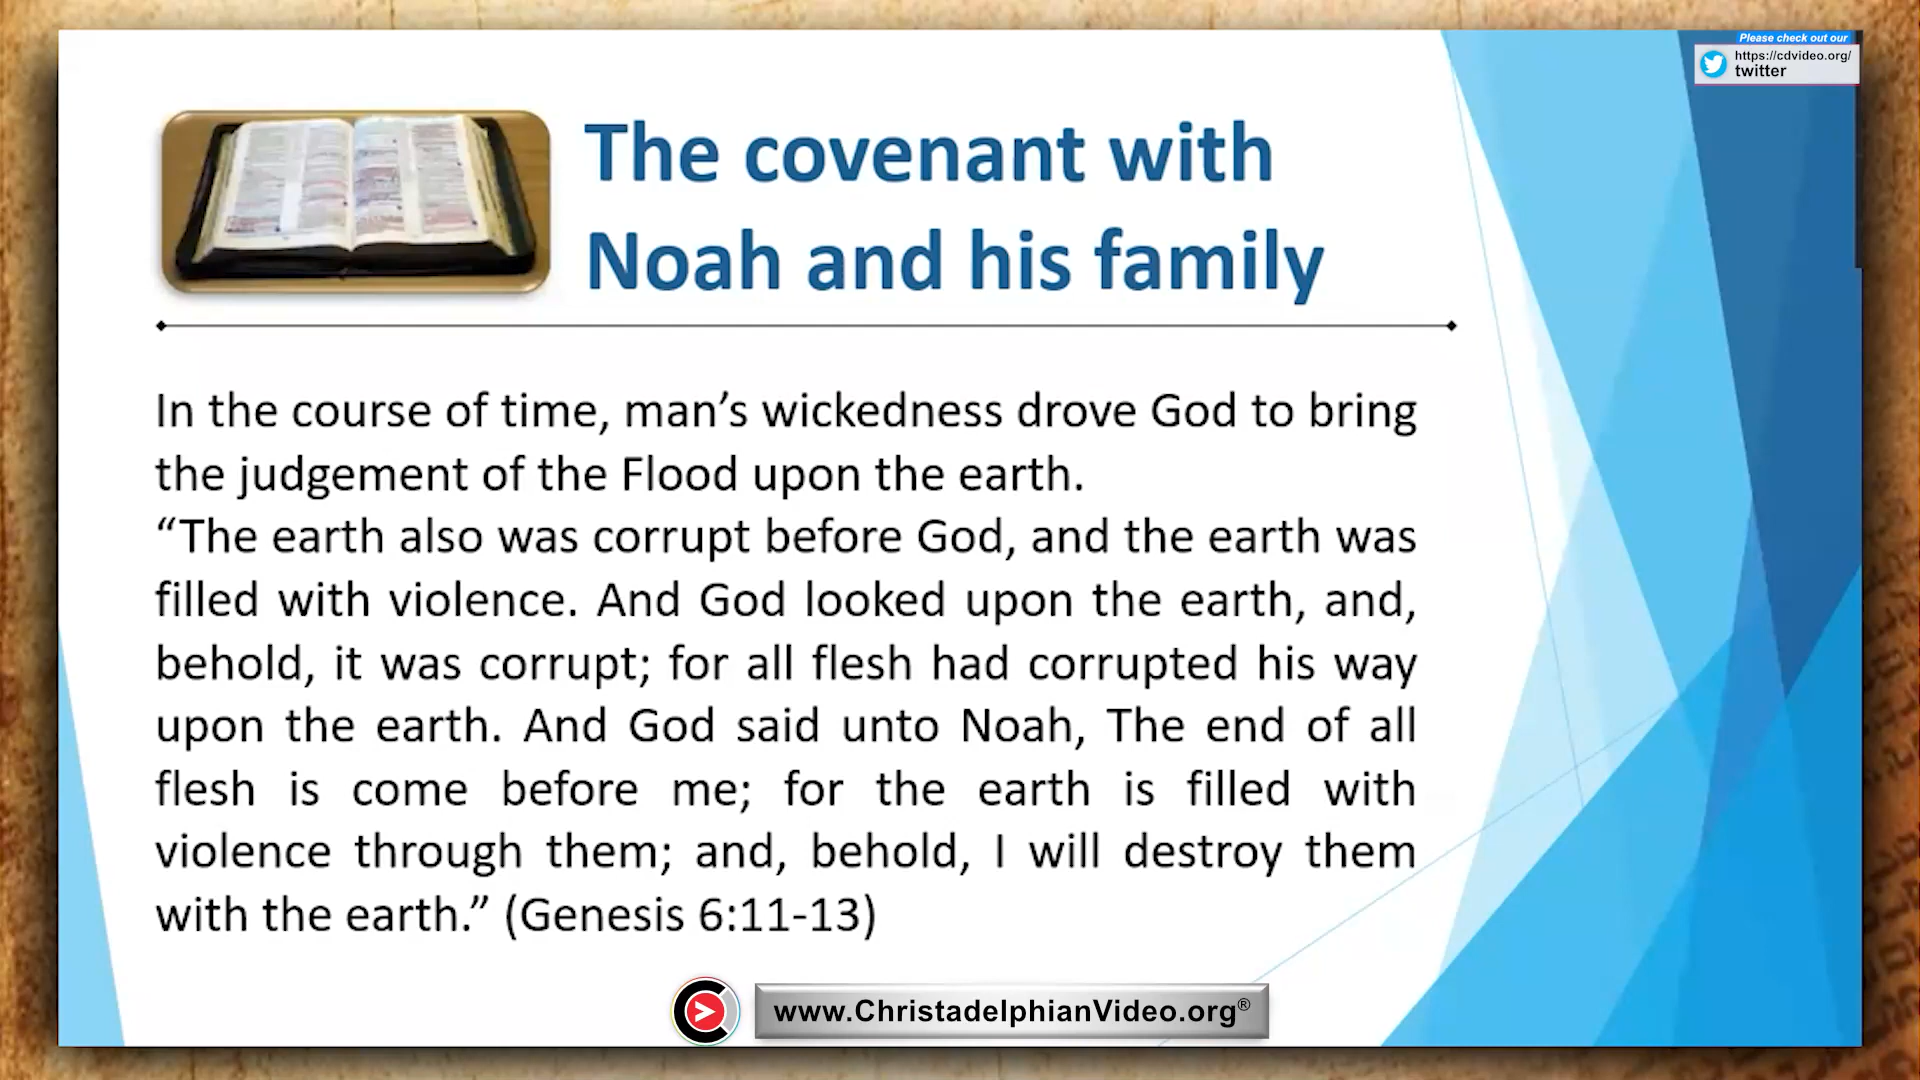 Please check out our
https://cdvideo.org/
twitter
The covenant with
Noah and his family
In the course of time, man’s wickedness drove God to bring
the judgement of the Flood upon the earth.
“The earth also was corrupt before God, and the earth was
filled with violence. And God looked upon the earth, and,
behold, it was corrupt; for all flesh had corrupted his way
upon the earth. And God said unto Noah, The end of all
flesh is come before me; for the earth is filled with
violence through them; and, behold, I will destroy them
with the earth.” (Genesis 6:11-13)
www.ChristadelphianVideo.org®